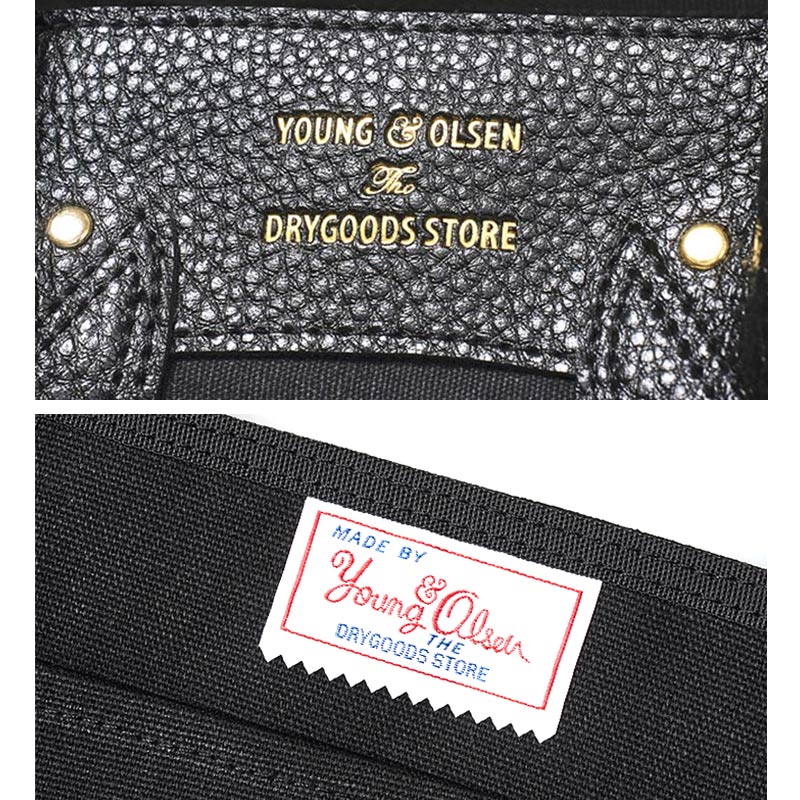 YOUNG & OLSEN
The
DRYGOODS STORE
MADE BY
Young & Olsen
THE
DRYGOODS STORE